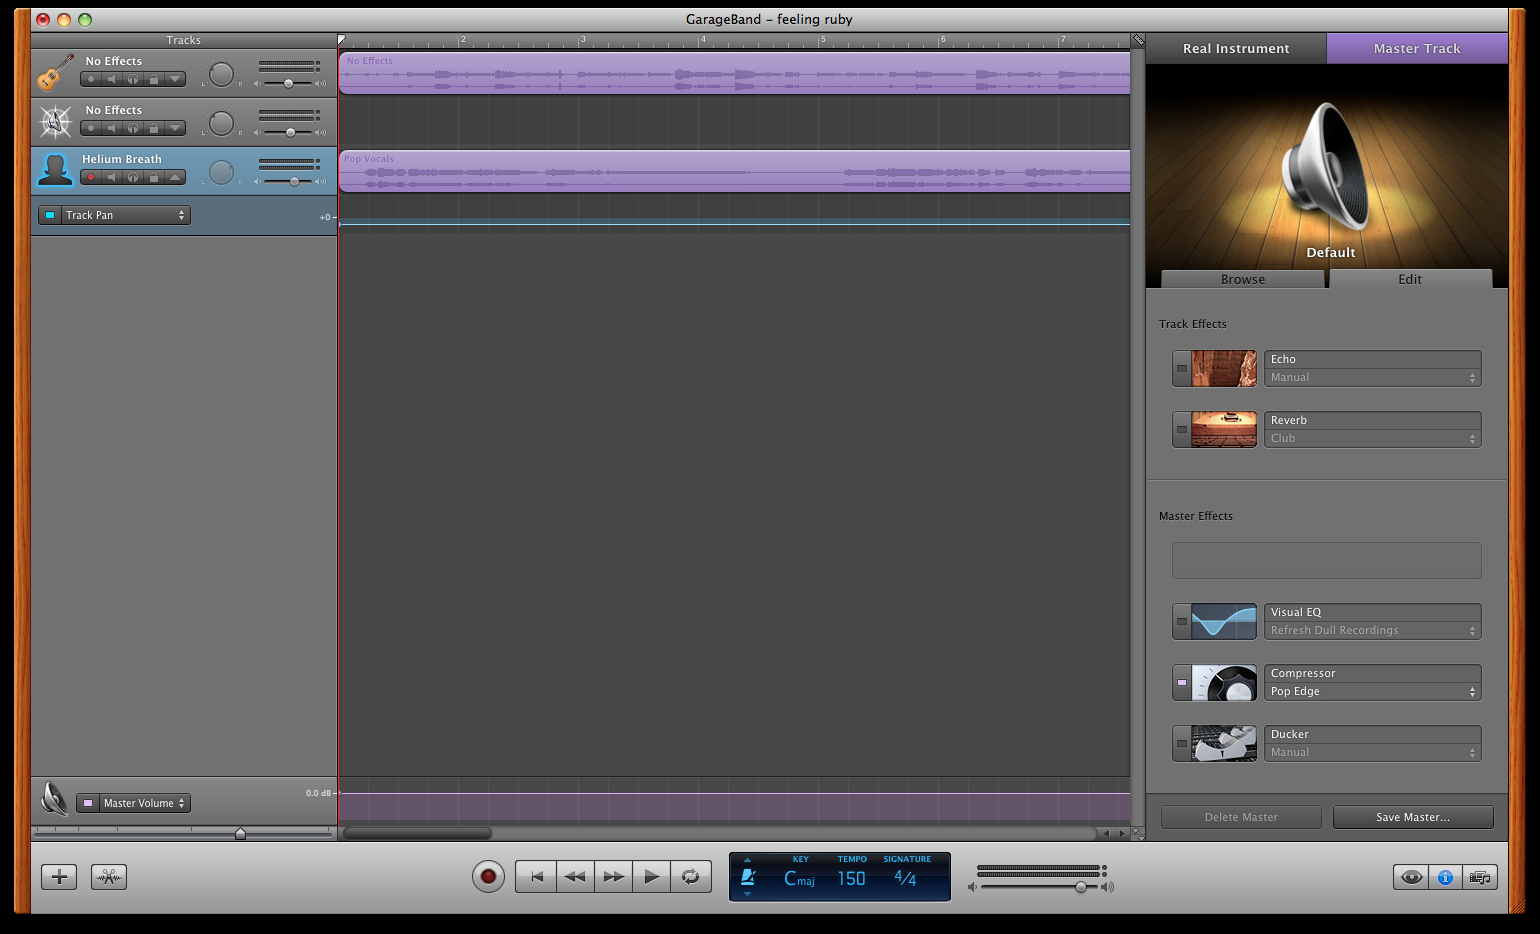 GarageBand - feeling ruby
Tracks
2 3 4 5 6 7
Real Instrument
Master Track
No Effects
L R
No Effects
No Effects
L R
Helium Breath
Pop Vocals
Track Pan
+0
Default
Browse
Edit
Track Effects
Echo
Manual
Reverb
Club
Master Effects
Visual EQ
Refresh Dull Recordings
Compressor
Pop Edge
Ducker
Manual
0.0 dB
Master Volume
Delete Master
Save Master...
KEY TEMPO SIGNATURE
Cmaj 150 4/4